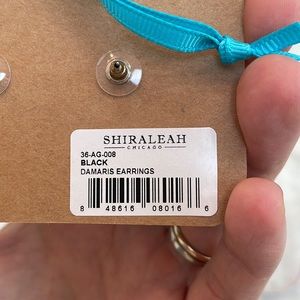 SHIRALEAH
CHICAGO
36-AG-008
BLACK
DAMARIS EARRINGS
8 48616 08016 6